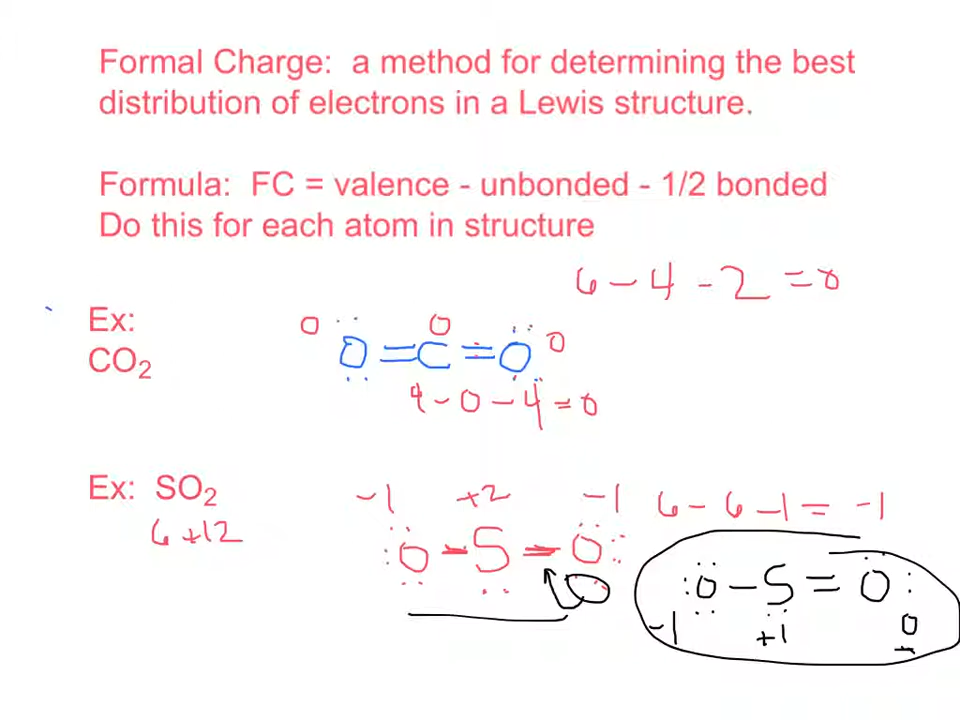 Formal Charge: a method for determining the best
distribution of electrons in a Lewis structure.
Formula: FC = valence - unbonded - 1/2 bonded
Do this for each atom in structure
6 - 4 - 2 = 0
Ex:
CO₂
0 0 0
O = C = O
4 - 0 - 4 = 0
Ex: SO₂
6 + 12
-1 +2 -1
O - S - O
6 - 6 - 1 = -1
O - S = O
-1 +1 0